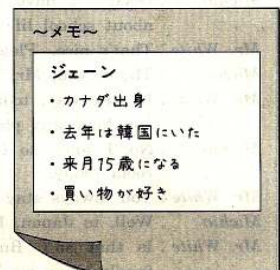 ～メモ～
ジェーン
・カナダ出身
・去年は韓国にいた
・来月15歳になる
・買い物が好き